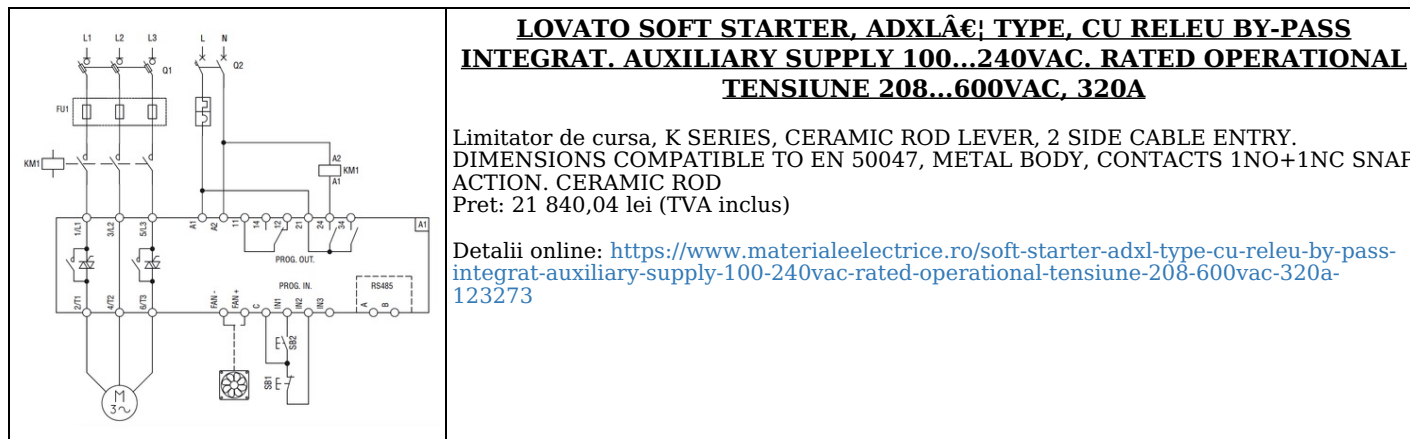 L1 L2 L3 L N
Q1 Q2
FU1
KM1
A2
KM1
A1
1/L1 3/L2 5/L3 A1 A2 11 14 12 21 24 34 A1
PROG. OUT.
PROG. IN. RS485
2/T1 4/T2 6/T3 FAN - FAN + C IN1 IN2 IN3 A B
SB2
SB1
M
3~
LOVATO SOFT STARTER, ADXLÂ€¦ TYPE, CU RELEU BY-PASS
INTEGRAT. AUXILIARY SUPPLY 100...240VAC. RATED OPERATIONAL
TENSIUNE 208...600VAC, 320A
Limitator de cursa, K SERIES, CERAMIC ROD LEVER, 2 SIDE CABLE ENTRY.
DIMENSIONS COMPATIBLE TO EN 50047, METAL BODY, CONTACTS 1NO+1NC SNAP
ACTION. CERAMIC ROD
Pret: 21 840,04 lei (TVA inclus)
Detalii online: https://www.materialeelectrice.ro/soft-starter-adxl-type-cu-releu-by-pass-
integrat-auxiliary-supply-100-240vac-rated-operational-tensiune-208-600vac-320a-
123273